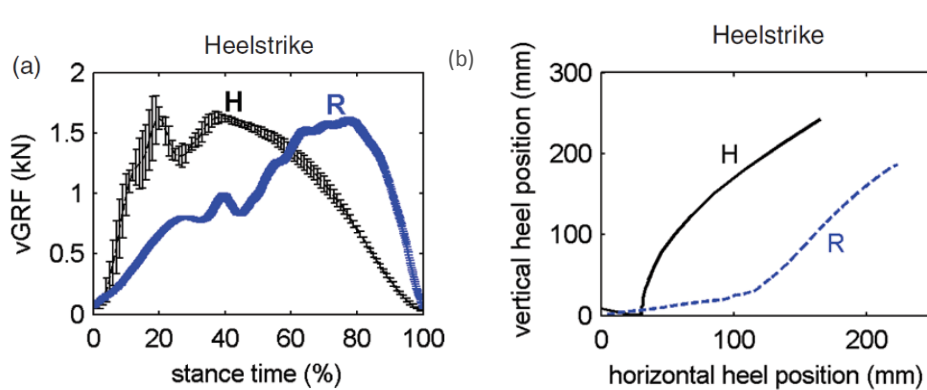 Heelstrike
(a)
2
1.5
1
0.5
0
vGRF (kN)
H
R
0 20 40 60 80 100
stance time (%)
Heelstrike
(b)
300
200
100
0
vertical heel position (mm)
H
R
0 100 200
horizontal heel position (mm)